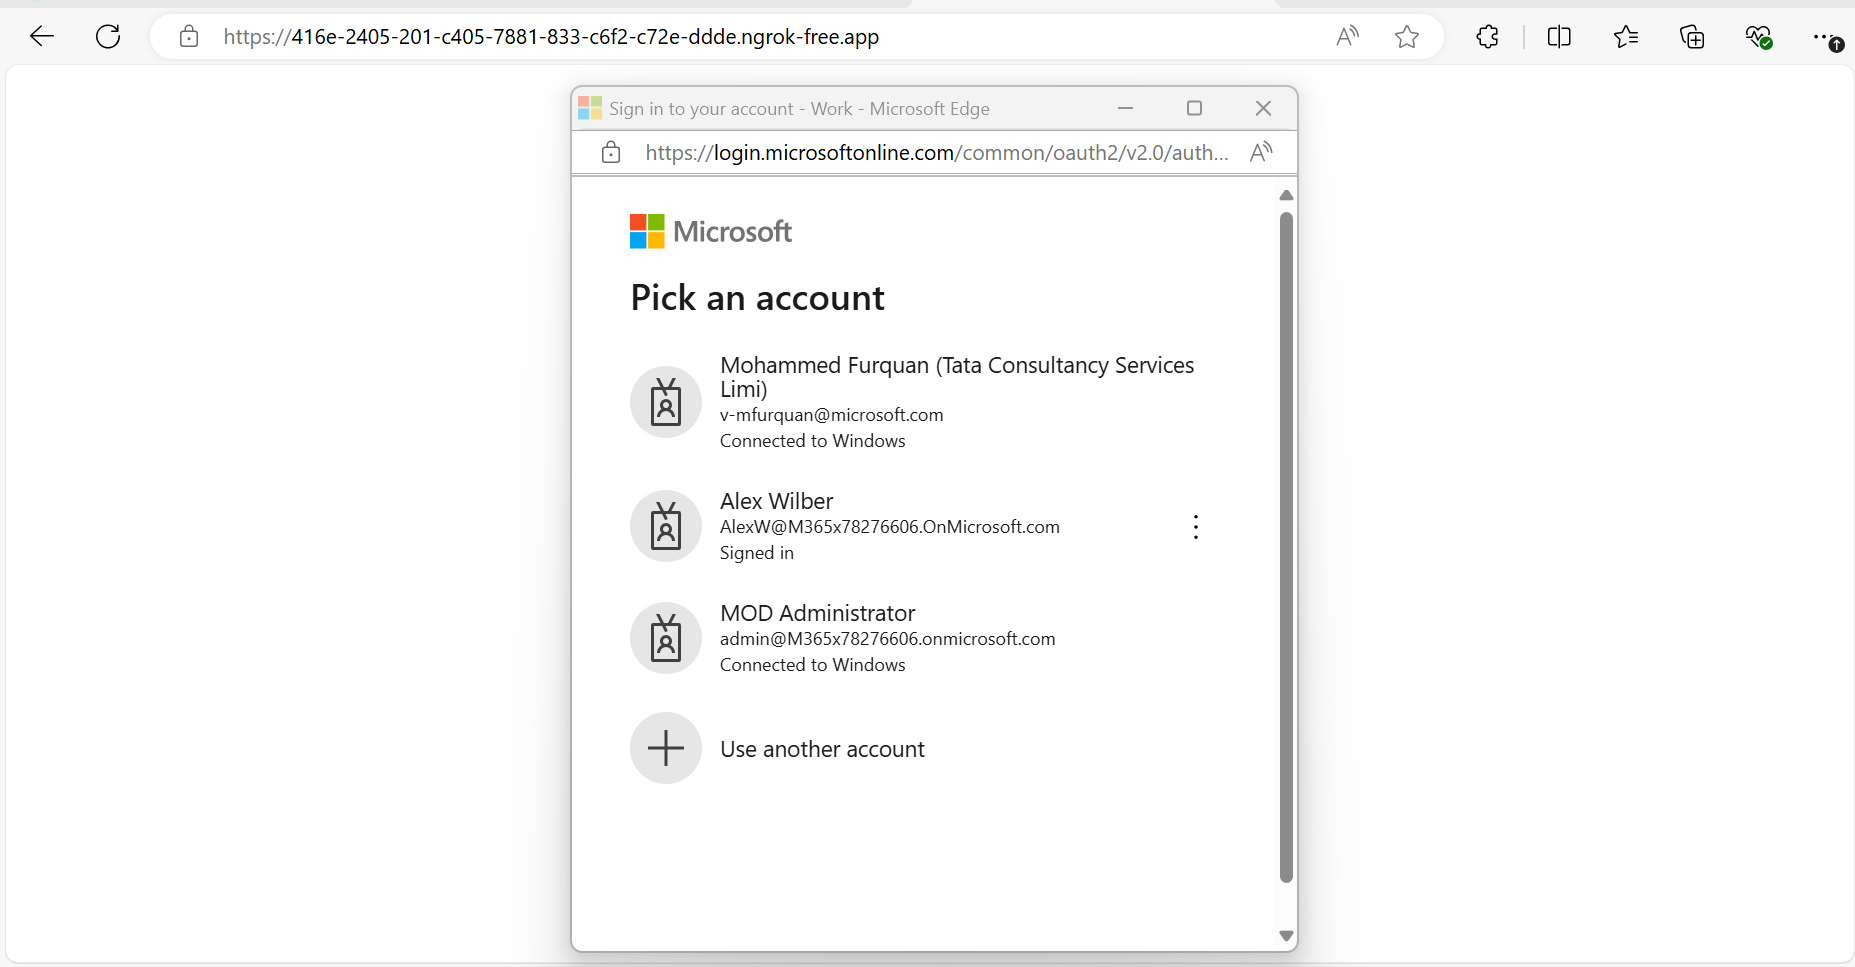 https://416e-2405-201-c405-7881-833-c6f2-c72e-ddde.ngrok-free.app
Sign in to your account - Work - Microsoft Edge
https://login.microsoftonline.com/common/oauth2/v2.0/auth...
Microsoft
Pick an account
Mohammed Furquan (Tata Consultancy Services
Limi)
v-mfurquan@microsoft.com
Connected to Windows
Alex Wilber
AlexW@M365x78276606.OnMicrosoft.com
Signed in
MOD Administrator
admin@M365x78276606.onmicrosoft.com
Connected to Windows
Use another account